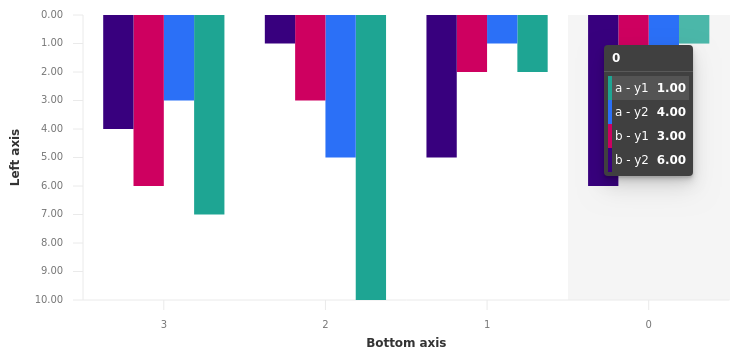 0.00
1.00
2.00
3.00
4.00
5.00
6.00
7.00
8.00
9.00
10.00
Left axis
0
a - y1 1.00
a - y2 4.00
b - y1 3.00
b - y2 6.00
3 2 1 0
Bottom axis